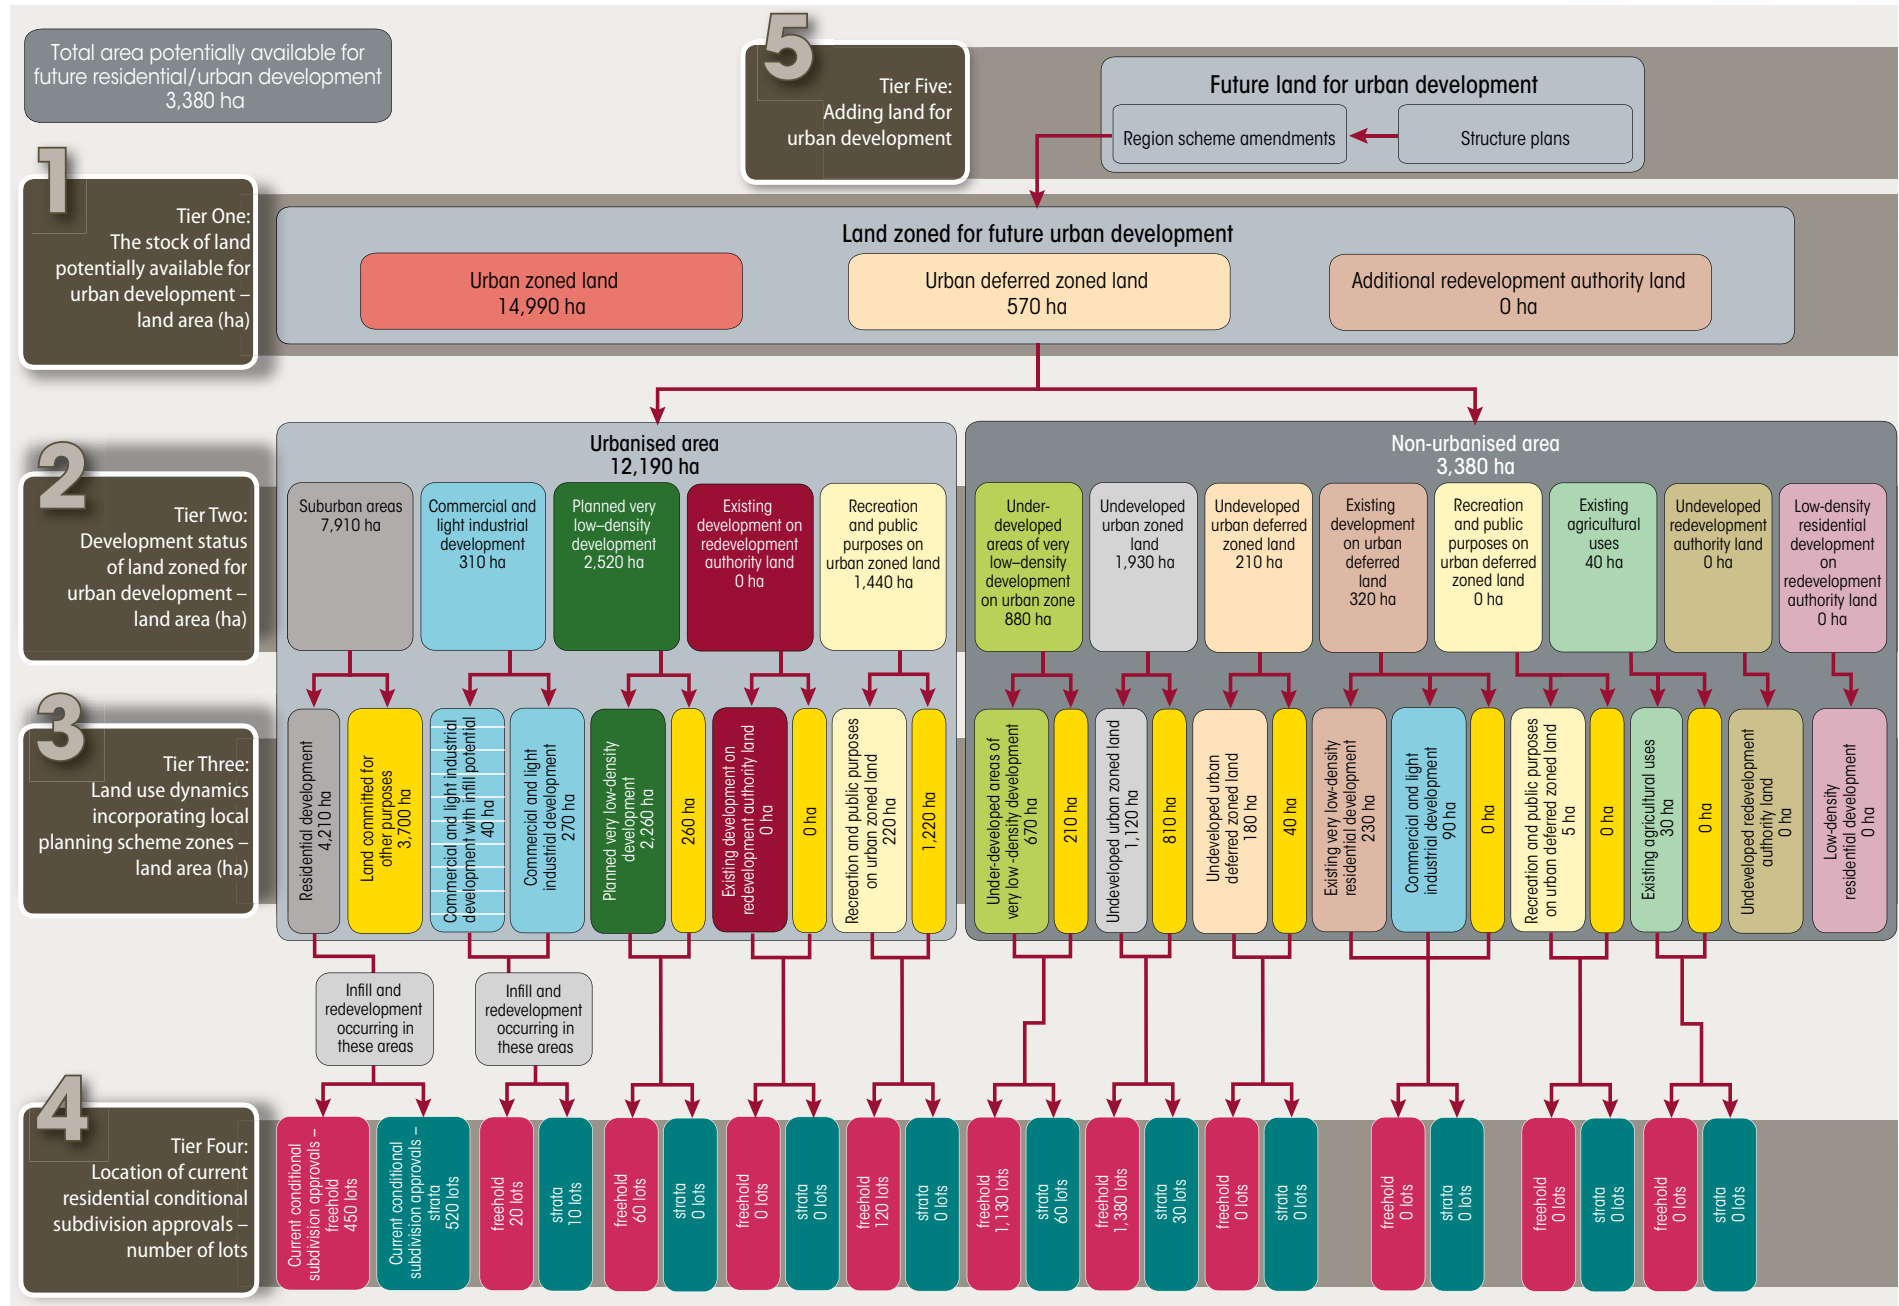 Total area potentially available for
future residential/urban development
3,380 ha
5
Tier Five:
Adding land for
urban development
Future land for urban development
Region scheme amendments
Structure plans
1
Tier One:
The stock of land
potentially available for
urban development –
land area (ha)
Land zoned for future urban development
Urban zoned land
14,990 ha
Urban deferred zoned land
570 ha
Additional redevelopment authority land
0 ha
2
Tier Two:
Development status
of land zoned for
urban development –
land area (ha)
Urbanised area
12,190 ha
Suburban areas
7,910 ha
Commercial and
light industrial
development
310 ha
Planned very
low–density
development
2,520 ha
Existing
development on
redevelopment
authority land
0 ha
Recreation
and public
purposes on
urban zoned land
1,440 ha
Non-urbanised area
3,380 ha
Under-
developed
areas of very
low–density
development
on urban zone
880 ha
Undeveloped
urban zoned
land
1,930 ha
Undeveloped
urban deferred
zoned land
210 ha
Existing
development
on urban
deferred
land
320 ha
Recreation
and public
purposes on
urban deferred
zoned land
0 ha
Existing
agricultural
uses
40 ha
Undeveloped
redevelopment
authority land
0 ha
Low-density
residential
development
on
redevelopment
authority land
0 ha
3
Tier Three:
Land use dynamics
incorporating local
planning scheme zones –
land area (ha)
Residential development
4,210 ha
Land committed for
other purposes
3,700 ha
Commercial and light industrial
development with infill potential
40 ha
Commercial and light
industrial development
270 ha
Planned very low-density
development
2,260 ha
260 ha
Existing development on
redevelopment authority land
0 ha
0 ha
Recreation and public purposes
on urban zoned land
220 ha
1,220 ha
Under-developed areas of
very low -density development
670 ha
210 ha
Undeveloped urban zoned land
1,120 ha
810 ha
Undeveloped urban
deferred zoned land
180 ha
40 ha
Existing very low-density
residential development
230 ha
Commercial and light
industrial development
90 ha
0 ha
Recreation and public purposes
on urban deferred zoned land
5 ha
0 ha
Existing agricultural uses
30 ha
0 ha
Undeveloped redevelopment
authority land
0 ha
Low-density
residential development
0 ha
Infill and
redevelopment
occurring in
these areas
Infill and
redevelopment
occurring in
these areas
4
Tier Four:
Location of current
residential conditional
subdivision approvals –
number of lots
Current conditional
subdivision approvals –
freehold
450 lots
Current conditional
subdivision approvals –
strata
520 lots
freehold
20 lots
strata
10 lots
freehold
60 lots
strata
0 lots
freehold
0 lots
strata
0 lots
freehold
120 lots
strata
0 lots
freehold
1,130 lots
strata
60 lots
freehold
1,380 lots
strata
30 lots
freehold
0 lots
strata
0 lots
freehold
0 lots
strata
0 lots
freehold
0 lots
strata
0 lots
freehold
0 lots
strata
0 lots